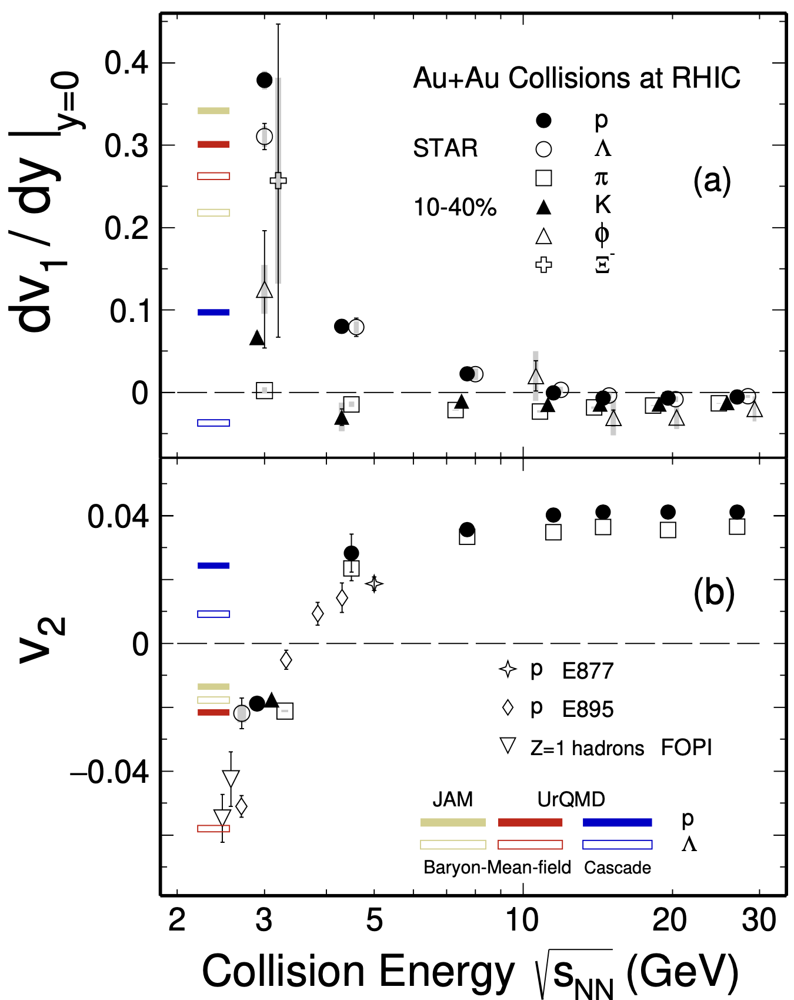 dv1 / dy |y=0
0.4
0.3
0.2
0.1
0
Au+Au Collisions at RHIC
p
STAR
Λ
π
10-40%
K
ϕ
Ξ-
(a)
v2
0.04
0
−0.04
(b)
p E877
p E895
Z=1 hadrons FOPI
JAM UrQMD
p
Λ
Baryon-Mean-field Cascade
2 3 5 10 20 30
Collision Energy √sNN (GeV)